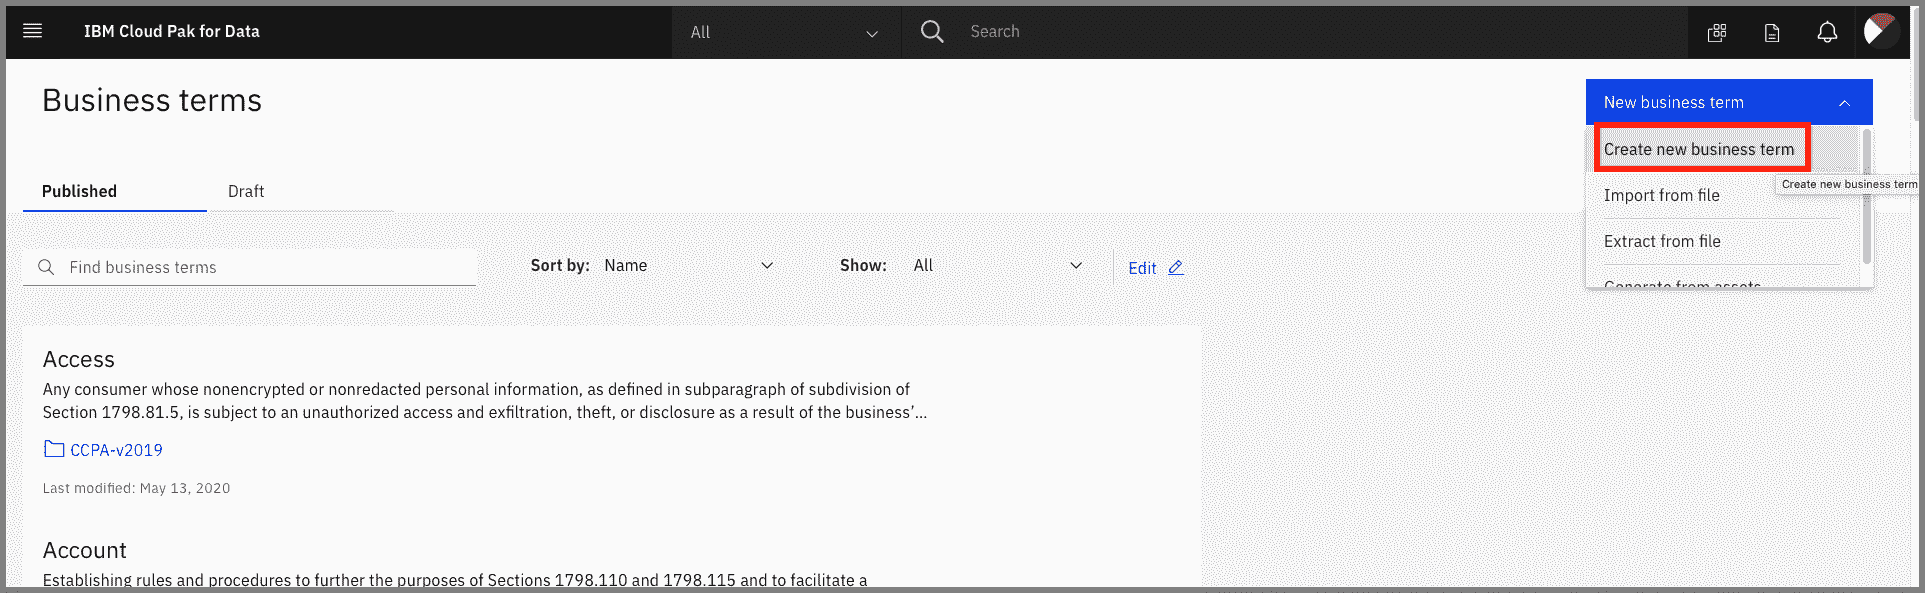 IBM Cloud Pak for Data
All
Search
Business terms
New business term
Create new business term
Create new business term
Import from file
Extract from file
Generate from assets
Published
Draft
Find business terms
Sort by: Name
Show: All
Edit
Access
Any consumer whose nonencrypted or nonredacted personal information, as defined in subparagraph of subdivision of
Section 1798.81.5, is subject to an unauthorized access and exfiltration, theft, or disclosure as a result of the business’...
CCPA-v2019
Last modified: May 13, 2020
Account
Establishing rules and procedures to further the purposes of Sections 1798.110 and 1798.115 and to facilitate a